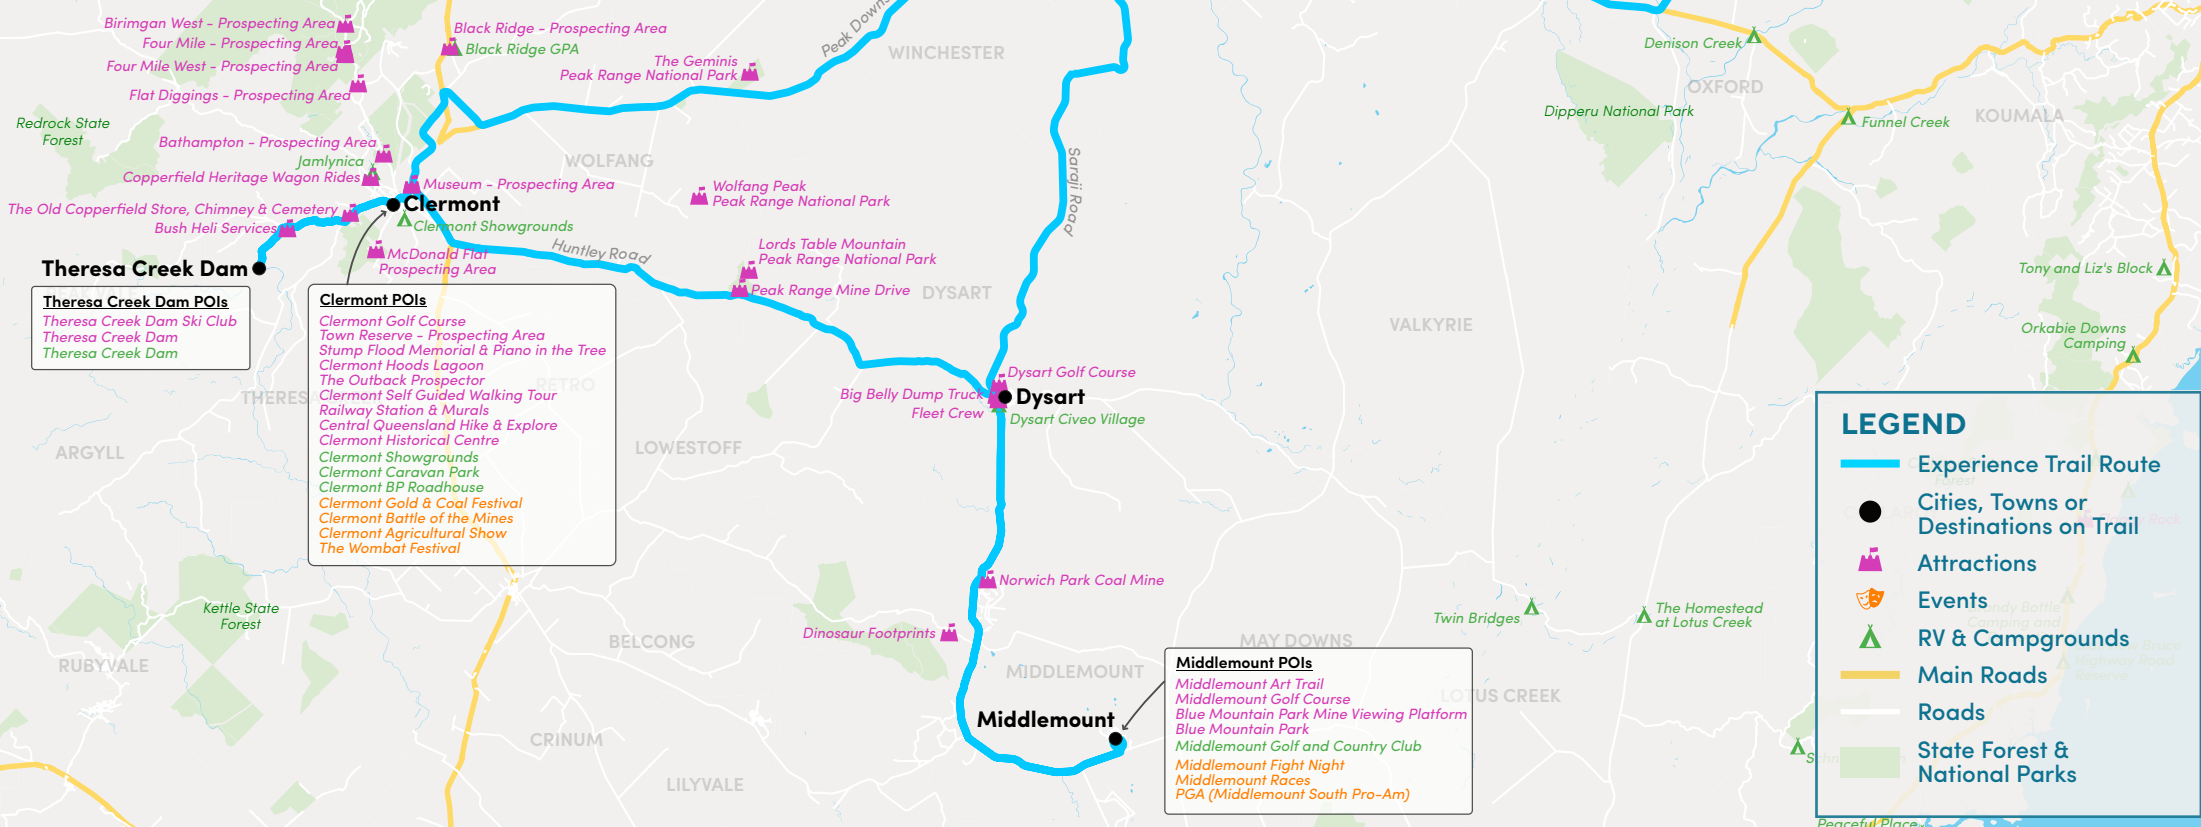 Birimgan West - Prospecting Area
Four Mile - Prospecting Area
Four Mile West - Prospecting Area
Flat Diggings - Prospecting Area
Black Ridge - Prospecting Area
Black Ridge GPA
The Geminis
Peak Range National Park
Peak Downs
WINCHESTER
Denison Creek
OXFORD
Dipperu National Park
Funnel Creek
KOUMALA
Redrock State
Forest
Bathampton - Prospecting Area
Jamlynica
Copperfield Heritage Wagon Rides
Museum - Prospecting Area
WOLFANG
Wolfang Peak
Peak Range National Park
Saraji Road
The Old Copperfield Store, Chimney & Cemetery
Clermont
Bush Heli Services
Clermont Showgrounds
McDonald Flat
Prospecting Area
Huntley Road
Lords Table Mountain
Peak Range National Park
Peak Range Mine Drive
DYSART
VALKYRIE
Tony and Liz's Block
Orkabie Downs
Camping
Theresa Creek Dam
Theresa Creek Dam POIs
Theresa Creek Dam Ski Club
Theresa Creek Dam
Theresa Creek Dam
Clermont POIs
Clermont Golf Course
Town Reserve - Prospecting Area
Stump Flood Memorial & Piano in the Tree
Clermont Hoods Lagoon
The Outback Prospector
Clermont Self Guided Walking Tour
Railway Station & Murals
Central Queensland Hike & Explore
Clermont Historical Centre
Clermont Showgrounds
Clermont Caravan Park
Clermont BP Roadhouse
Clermont Gold & Coal Festival
Clermont Battle of the Mines
Clermont Agricultural Show
The Wombat Festival
RETRO
THERESA
ARGYLL
LOWESTOFF
Dysart Golf Course
Big Belly Dump Truck
Dysart
Fleet Crew
Dysart Civeo Village
Norwich Park Coal Mine
Dinosaur Footprints
Kettle State
Forest
RUBYVALE
BELCONG
CRINUM
LILYVALE
MIDDLEMOUNT
MAY DOWNS
Twin Bridges
The Homestead
at Lotus Creek
LOTUS CREEK
Middlemount
Middlemount POIs
Middlemount Art Trail
Middlemount Golf Course
Blue Mountain Park Mine Viewing Platform
Blue Mountain Park
Middlemount Golf and Country Club
Middlemount Fight Night
Middlemount Races
PGA (Middlemount South Pro-Am)
LEGEND
Experience Trail Route
Cities, Towns or
Destinations on Trail
Attractions
Events
RV & Campgrounds
Main Roads
Roads
State Forest &
National Parks
Peaceful Place